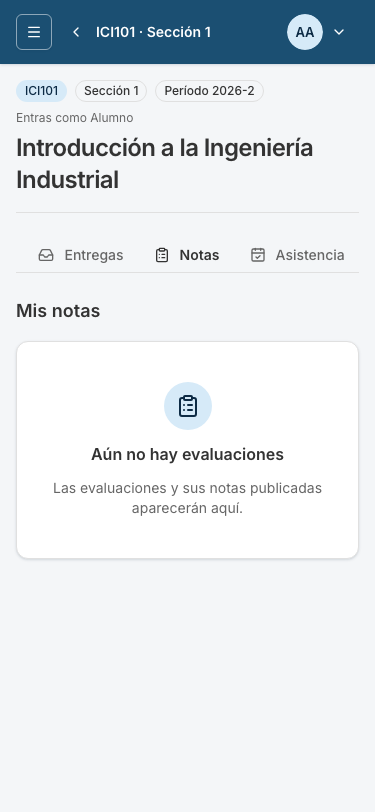 ICI101 · Sección 1
AA
ICI101
Sección 1
Período 2026-2
Entras como Alumno
Introducción a la Ingeniería
Industrial
Entregas
Notas
Asistencia
Mis notas
Aún no hay evaluaciones
Las evaluaciones y sus notas publicadas
aparecerán aquí.